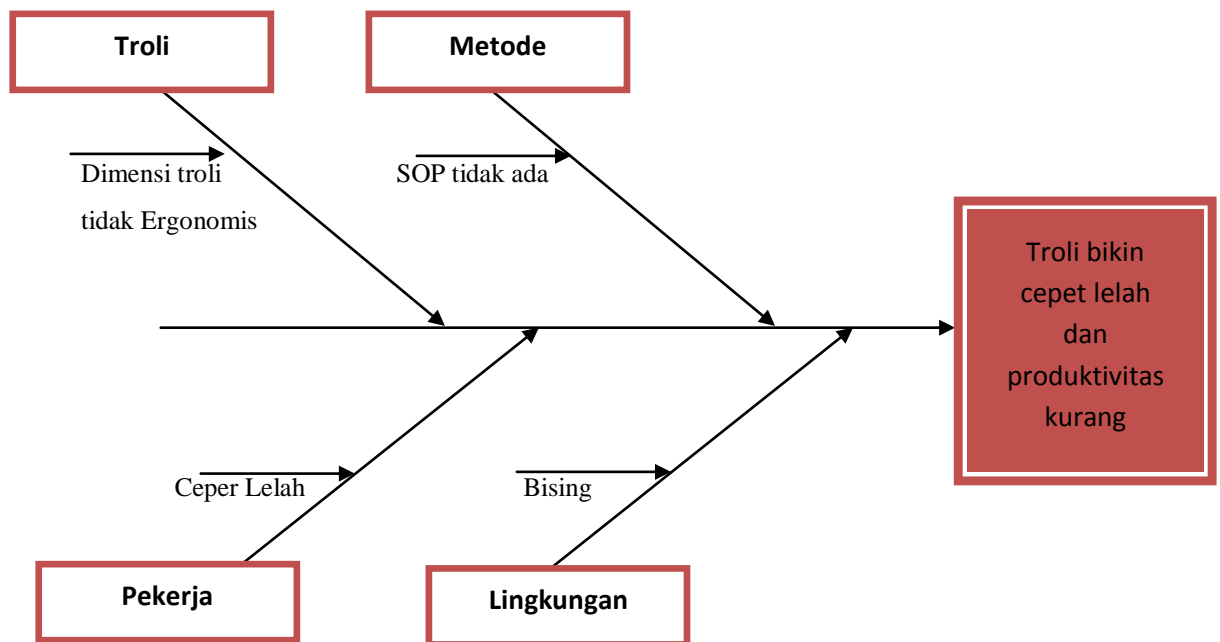 Troli
Metode
Dimensi troli
tidak Ergonomis
SOP tidak ada
Troli bikin
cepet lelah
dan
produktivitas
kurang
Ceper Lelah
Bising
Pekerja
Lingkungan